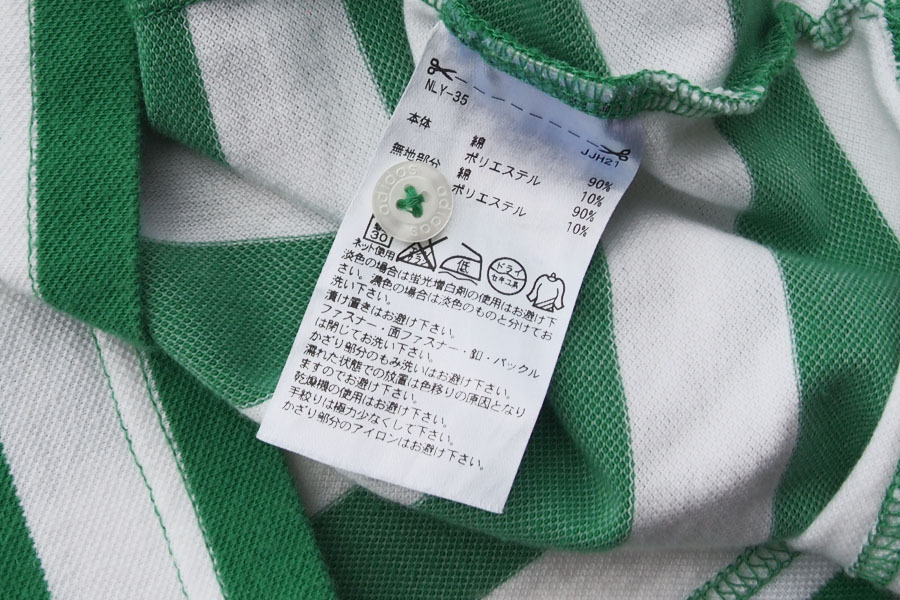 NLY-35
JJH21
本体
綿 90%
ポリエステル 10%
無地部分
綿 90%
ポリエステル 10%
adidas
30
ネット使用
低
ドライ
セキユ系
淡色の場合は蛍光増白剤の使用はお避け下
さい。濃色の場合は淡色のものと分けてお
洗い下さい。
漬け置きはお避け下さい。
ファスナー・面ファスナー・釦・バックル
は閉じてお洗い下さい。
かざり部分のもみ洗いはお避け下さい。
濡れた状態での放置は色移りの原因となり
ますのでお避け下さい。
乾燥機の使用はお避け下さい。
手絞りは極力少なくして下さい。
かざり部分のアイロンはお避け下さい。